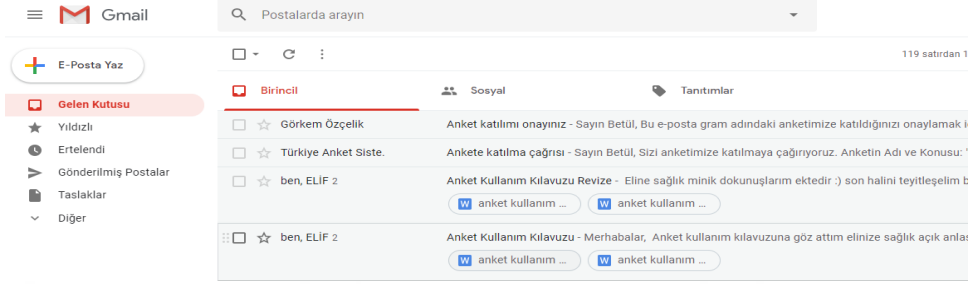 Gmail
Postalarda arayın
E-Posta Yaz
119 satırdan 1
Gelen Kutusu
Yıldızlı
Ertelendi
Gönderilmiş Postalar
Taslaklar
Diğer
Birincil Sosyal Tanıtımlar
Görkem Özçelik Anket katılımı onayınız - Sayın Betül, Bu e-posta gram adındaki anketimize katıldığınızı onaylamak
Türkiye Anket Siste. Ankete katılma çağrısı - Sayın Betül, Sizi anketimize katılmaya çağrıyoruz. Anketin Adı ve Konusu: "
ben, ELİF 2 Anket Kullanım Kılavuzu Revize - Eline sağlık minik dokunuşlarım ektedir :) son halini teyitleşelim
W anket kullanım ... W anket kullanım ...
ben, ELİF 2 Anket Kullanım Kılavuzu - Merhabalar, Anket kullanım kılavuzuna göz attım elinize sağlık açık
W anket kullanım ... W anket kullanım ...